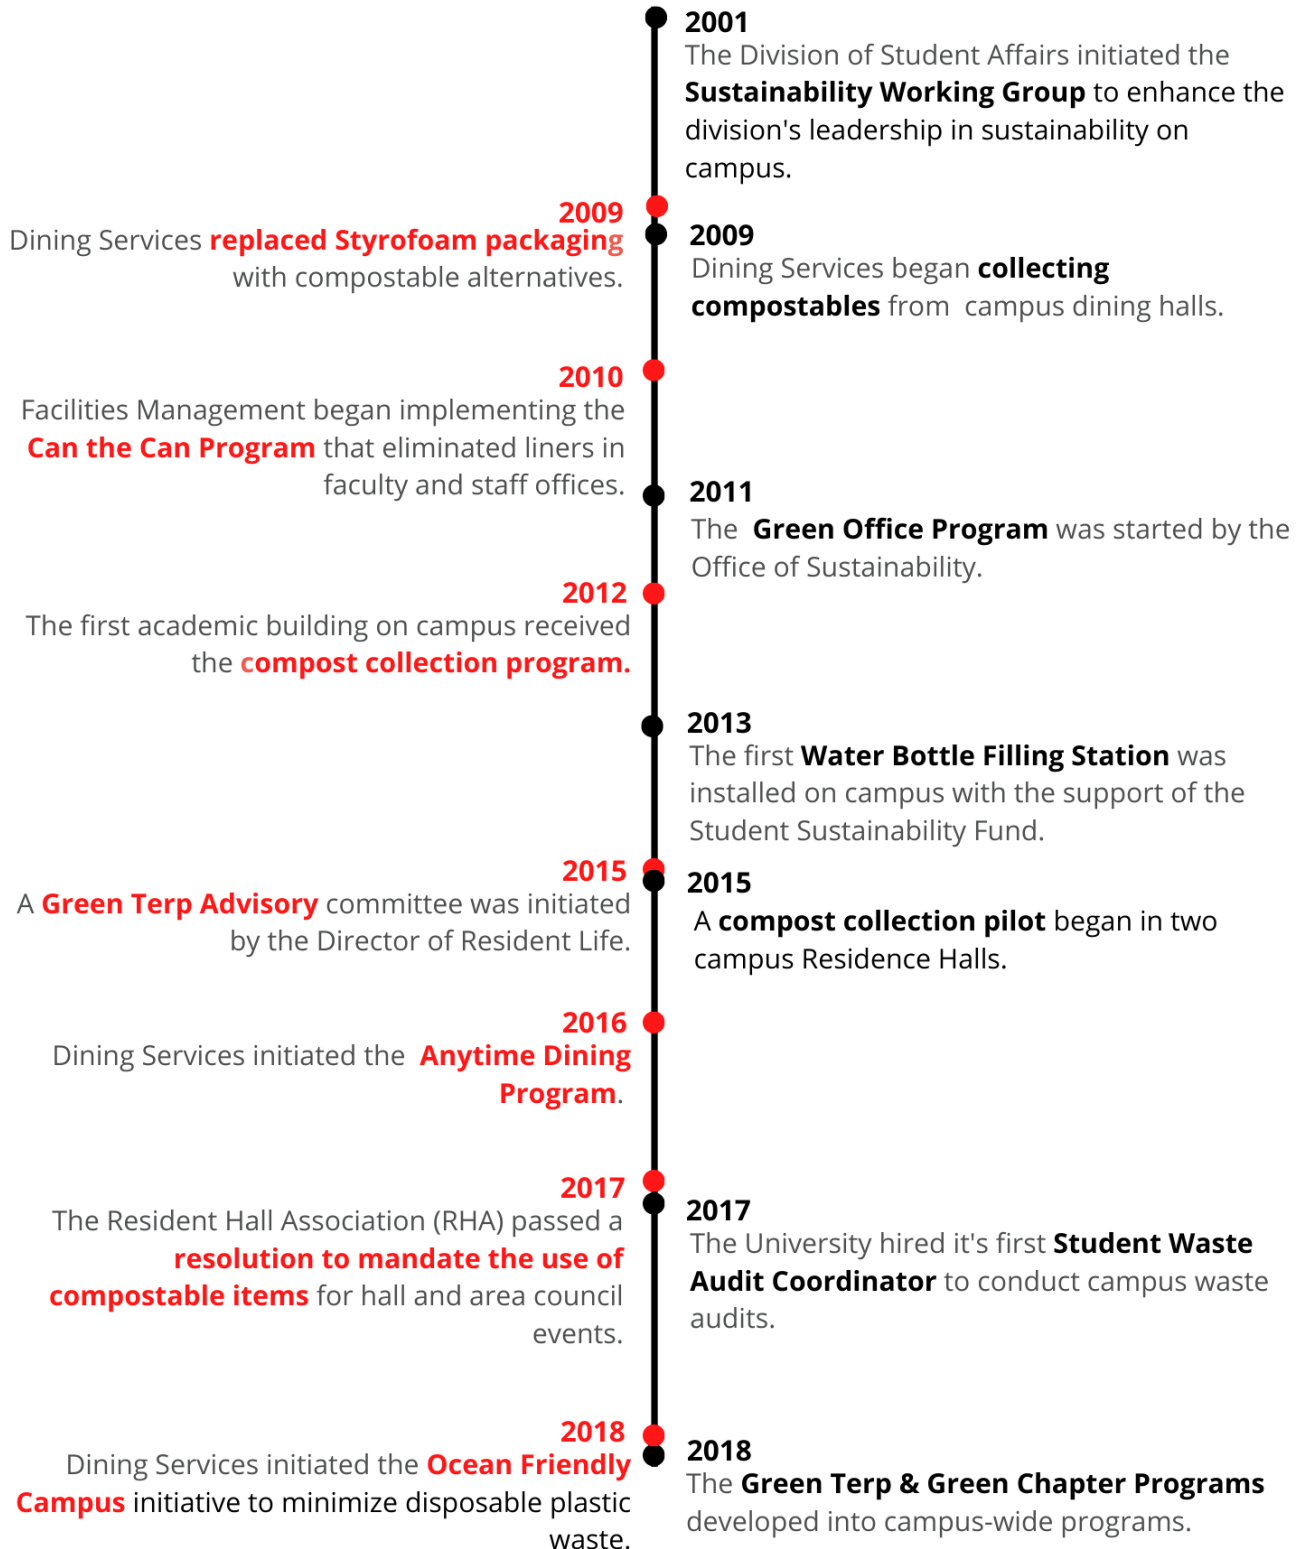 2001
The Division of Student Affairs initiated the
Sustainability Working Group to enhance the
division's leadership in sustainability on
campus.
2009
Dining Services replaced Styrofoam packaging
with compostable alternatives.
2009
Dining Services began collecting
compostables from  campus dining halls.
2010
Facilities Management began implementing the
Can the Can Program that eliminated liners in
faculty and staff offices.
2011
The  Green Office Program was started by the
Office of Sustainability.
2012
The first academic building on campus received
the compost collection program.
2013
The first Water Bottle Filling Station was
installed on campus with the support of the
Student Sustainability Fund.
2015
A Green Terp Advisory committee was initiated
by the Director of Resident Life.
2015
A compost collection pilot began in two
campus Residence Halls.
2016
Dining Services initiated the  Anytime Dining
Program.
2017
The Resident Hall Association (RHA) passed a
resolution to mandate the use of
compostable items for hall and area council
events.
2017
The University hired it's first Student Waste
Audit Coordinator to conduct campus waste
audits.
2018
Dining Services initiated the Ocean Friendly
Campus initiative to minimize disposable plastic
waste.
2018
The Green Terp & Green Chapter Programs
developed into campus-wide programs.